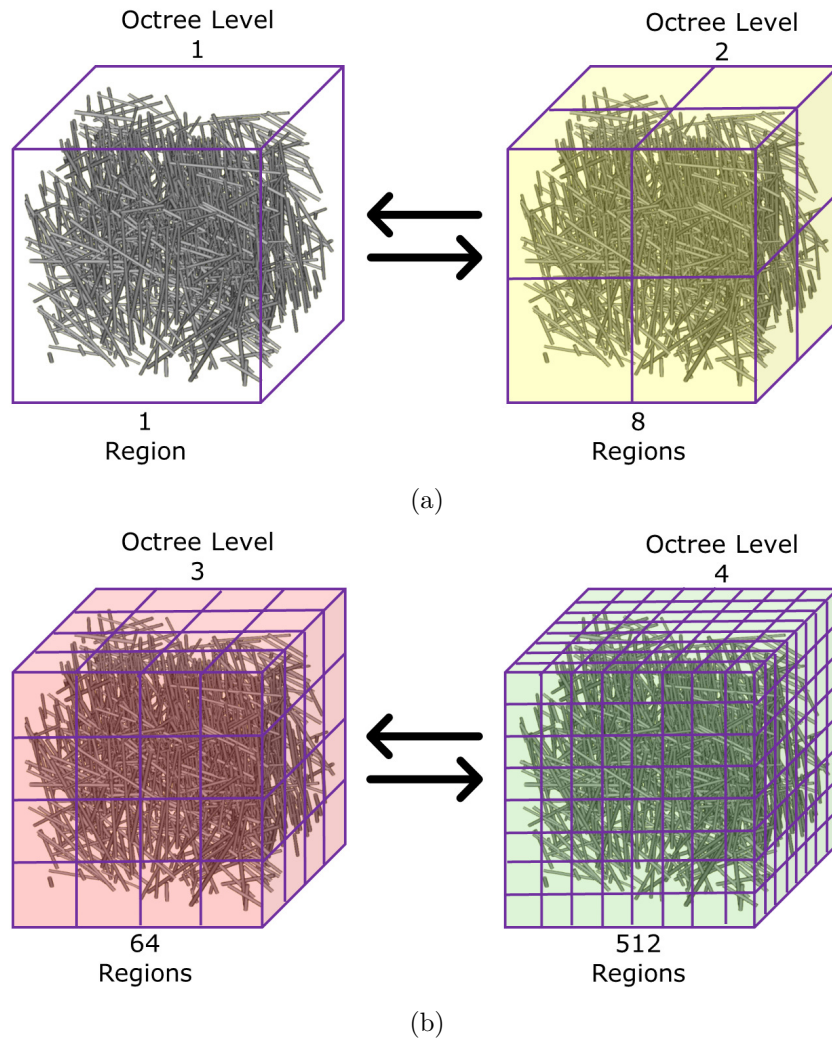 Octree Level
1
Octree Level
2
1
Region
8
Regions
(a)
Octree Level
3
Octree Level
4
64
Regions
512
Regions
(b)